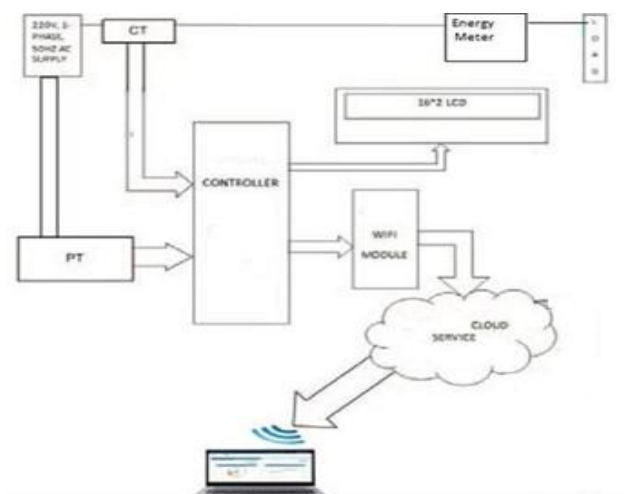 220V, 1-
PHASE,
50HZ AC
SUPPLY
CT
Energy
Meter
L
O
A
D
16*2 LCD
CONTROLLER
WIFI
MODULE
PT
CLOUD
SERVICE